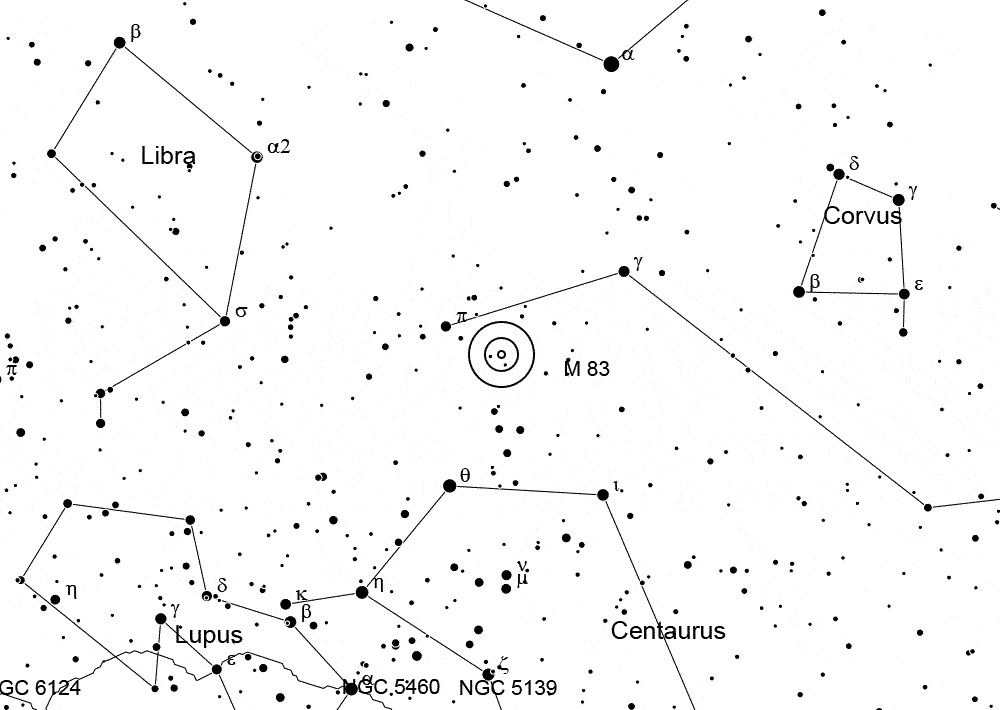 β
α
α2
Libra
δ
γ
Corvus
γ
β
ε
σ
π
π
M 83
θ
ι
ν
μ
η
η
δ
κ
β
γ
Lupus
Centaurus
ε
ζ
α
GC 6124
NGC 5460
NGC 5139